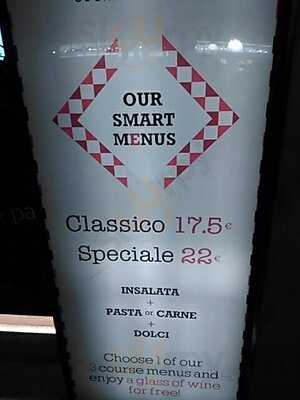 OUR
SMART
MENUS
Classico 17.5€
Speciale 22€
INSALATA
+
PASTA or CARNE
+
DOLCI
Choose 1 of our
3 course menus and
enjoy a glass of wine
for free!